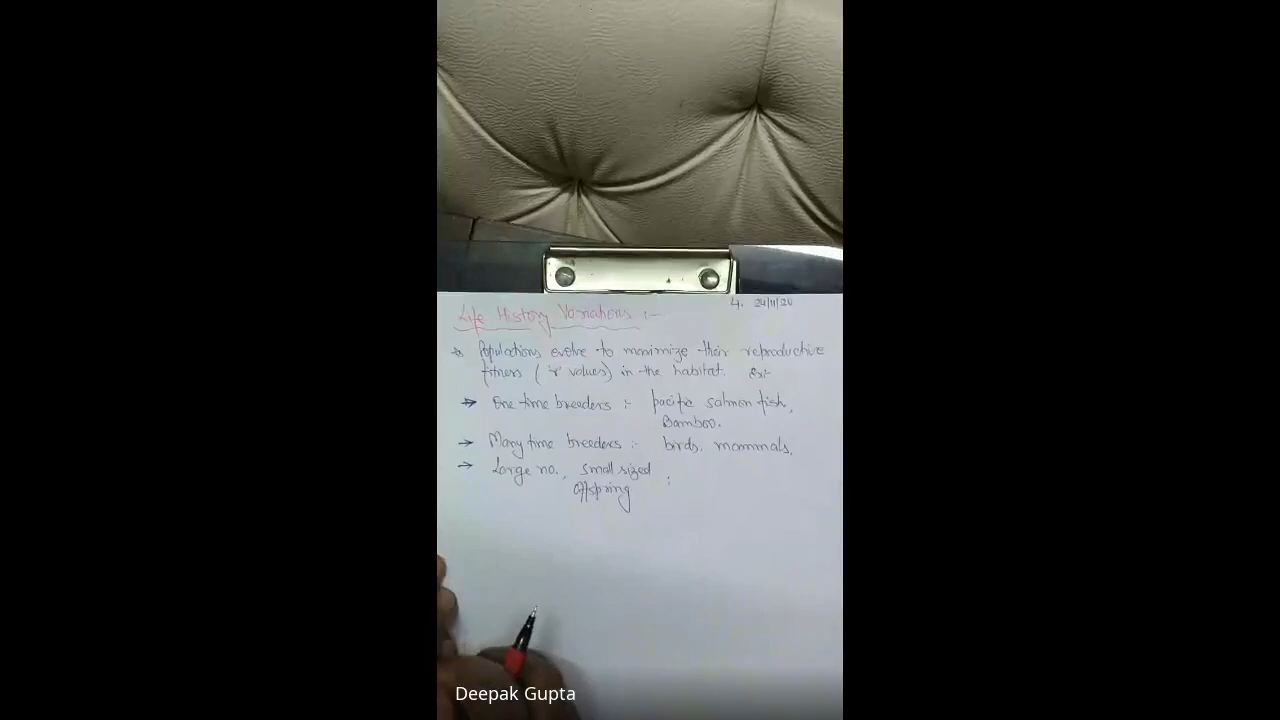 4. 24/11/20
Life History Variations :-
Populations evolve to maximize their reproductive
fitness ( 'r' values) in the habitat. Ex:-
→ One time breeders :- pacific salmon fish,
Bamboo.
→ Many time breeders :- birds, mammals,
→ Large no., Small sized :
Offspring
Deepak Gupta